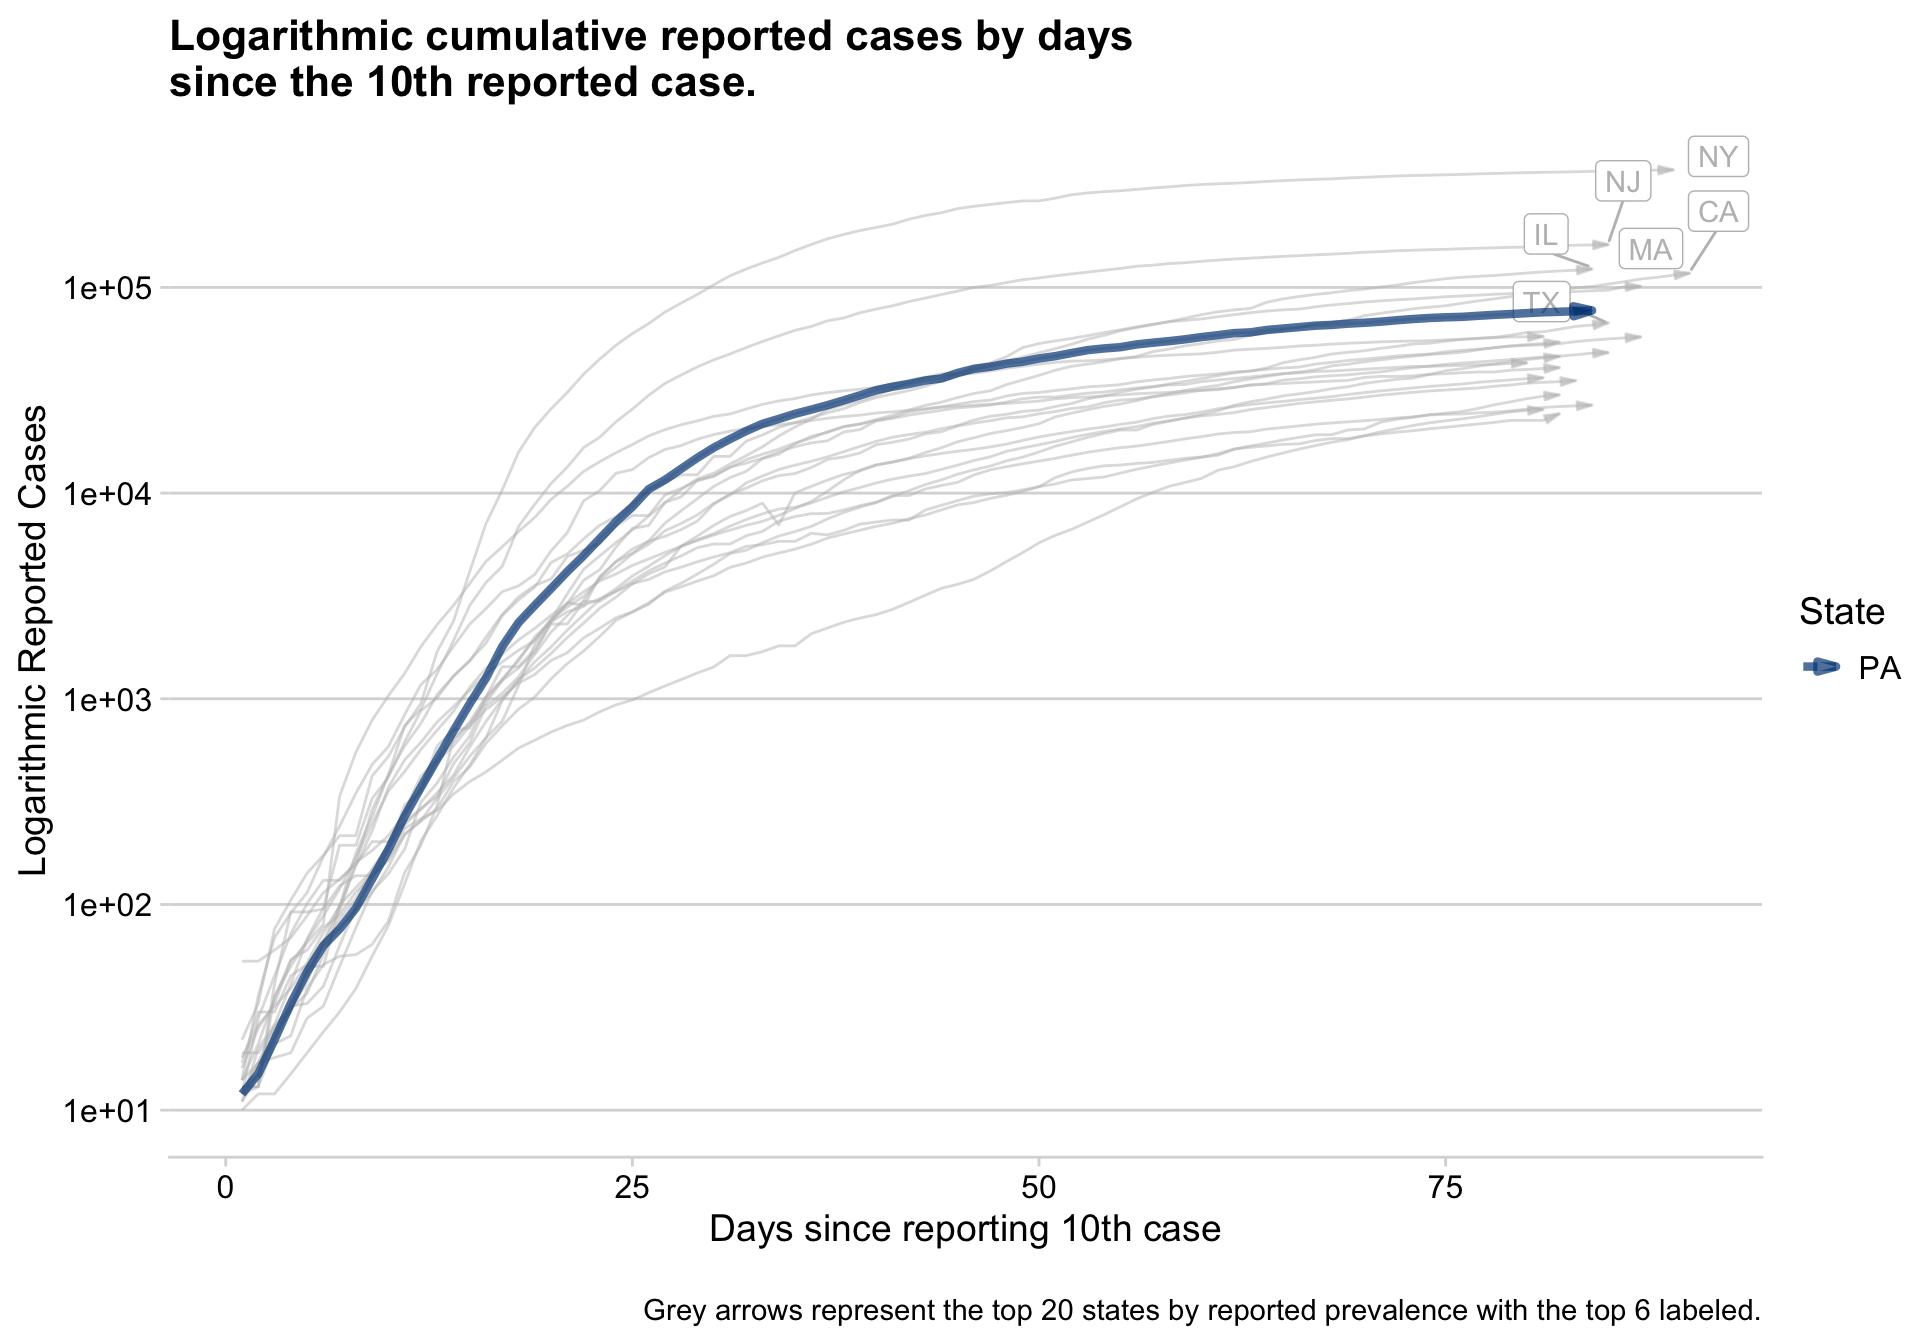 Logarithmic cumulative reported cases by days
since the 10th reported case.
NY
NJ
CA
IL
MA
TX
1e+05
1e+04
1e+03
1e+02
1e+01
Logarithmic Reported Cases
State
PA
0
25
50
75
Days since reporting 10th case
Grey arrows represent the top 20 states by reported prevalence with the top 6 labeled.